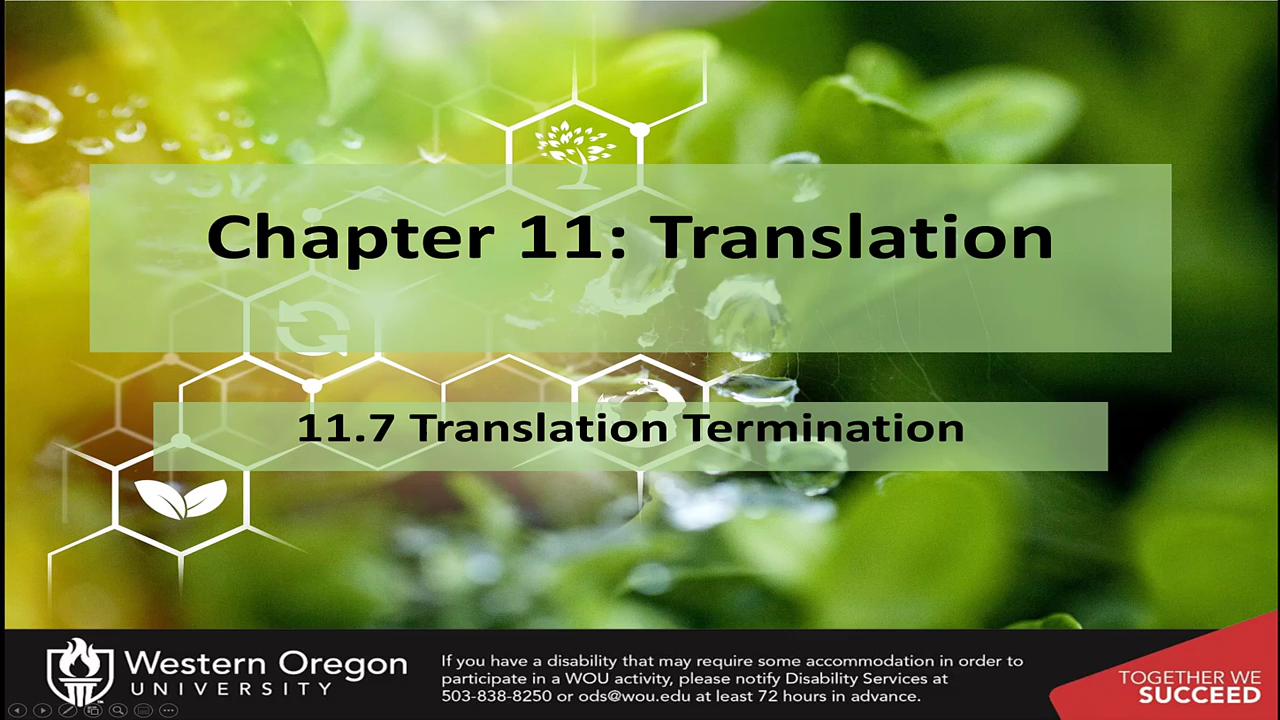 Chapter 11: Translation
11.7 Translation Termination
Western Oregon
UNIVERSITY
If you have a disability that may require some accommodation in order to
participate in a WOU activity, please notify Disability Services at
503-838-8250 or ods@wou.edu at least 72 hours in advance.
TOGETHER WE
SUCCEED